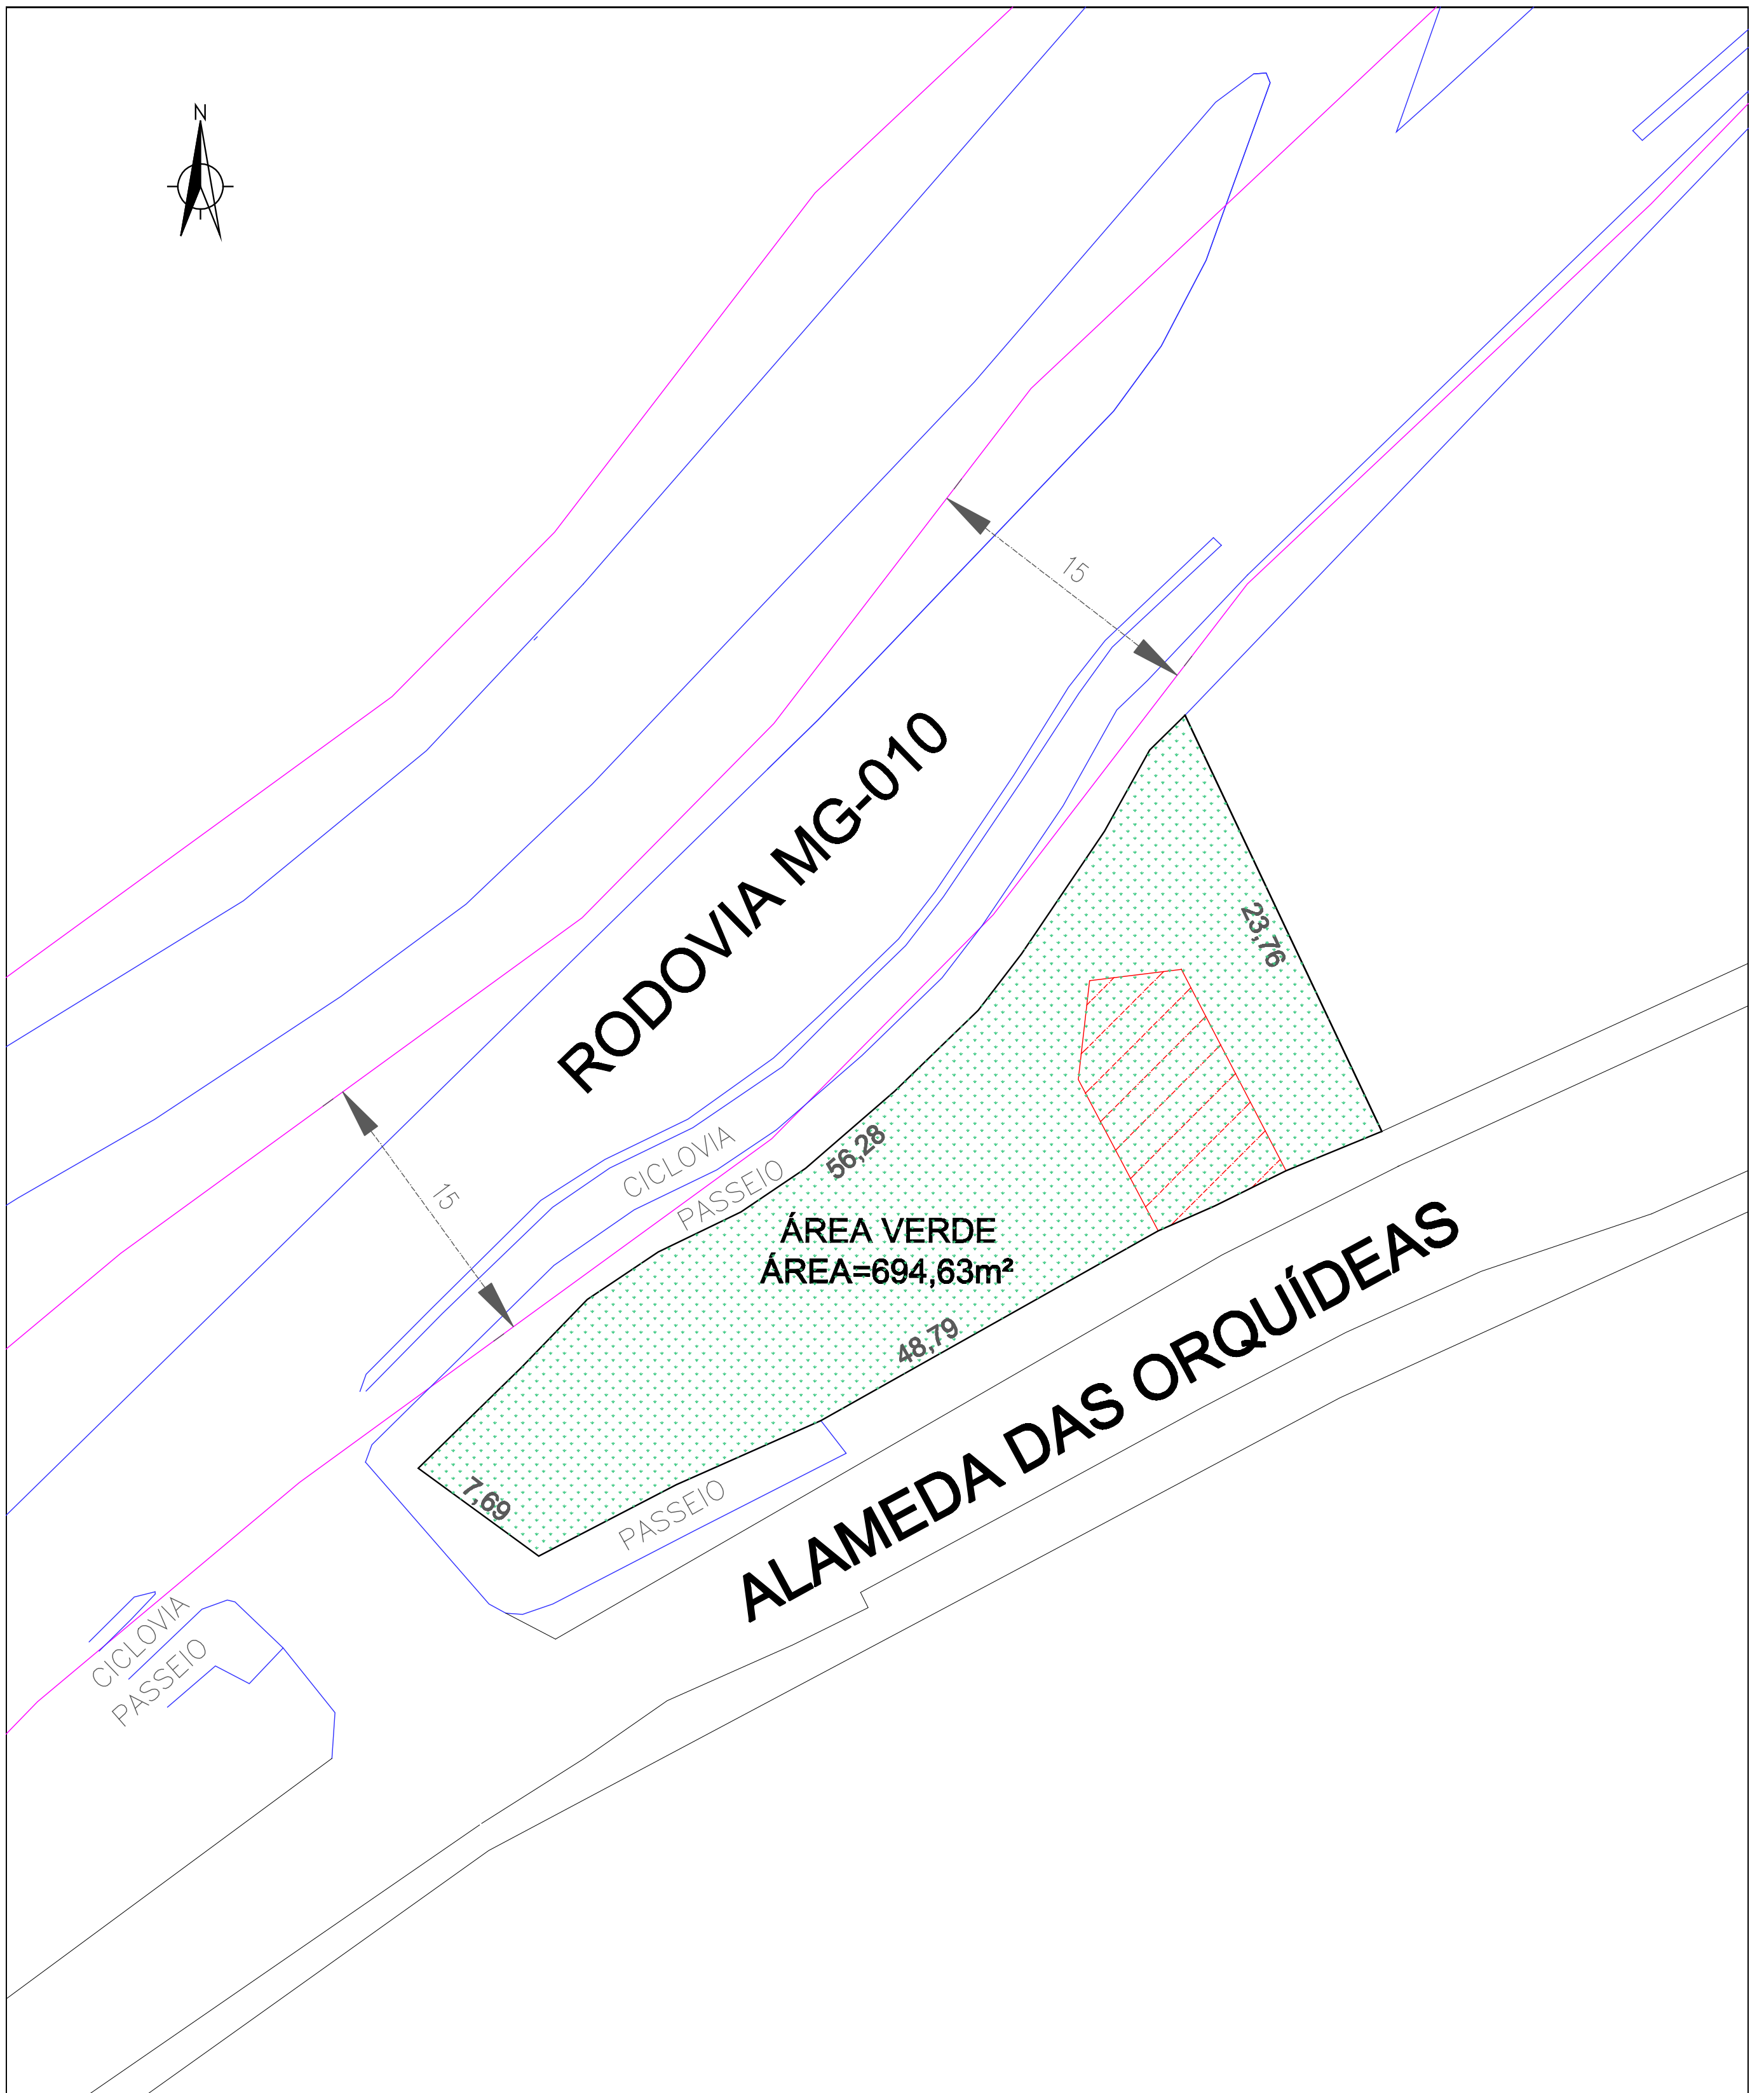 N
15
RODOVIA MG-010
23,76
CICLOVIA
PASSEIO
56,28
15
ÁREA VERDE
ÁREA=694,63m²
48,79
ALAMEDA DAS ORQUÍDEAS
7,69
PASSEIO
CICLOVIA
PASSEIO